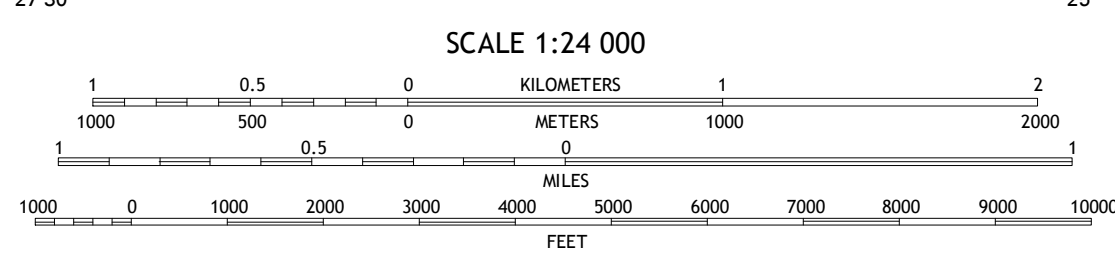 27'30" 25'
SCALE 1:24 000
1 0.5 0 KILOMETERS 1 2
1000 500 0 METERS 1000 2000
1 0.5 0 1
MILES
1000 0 1000 2000 3000 4000 5000 6000 7000 8000 9000 10000
FEET